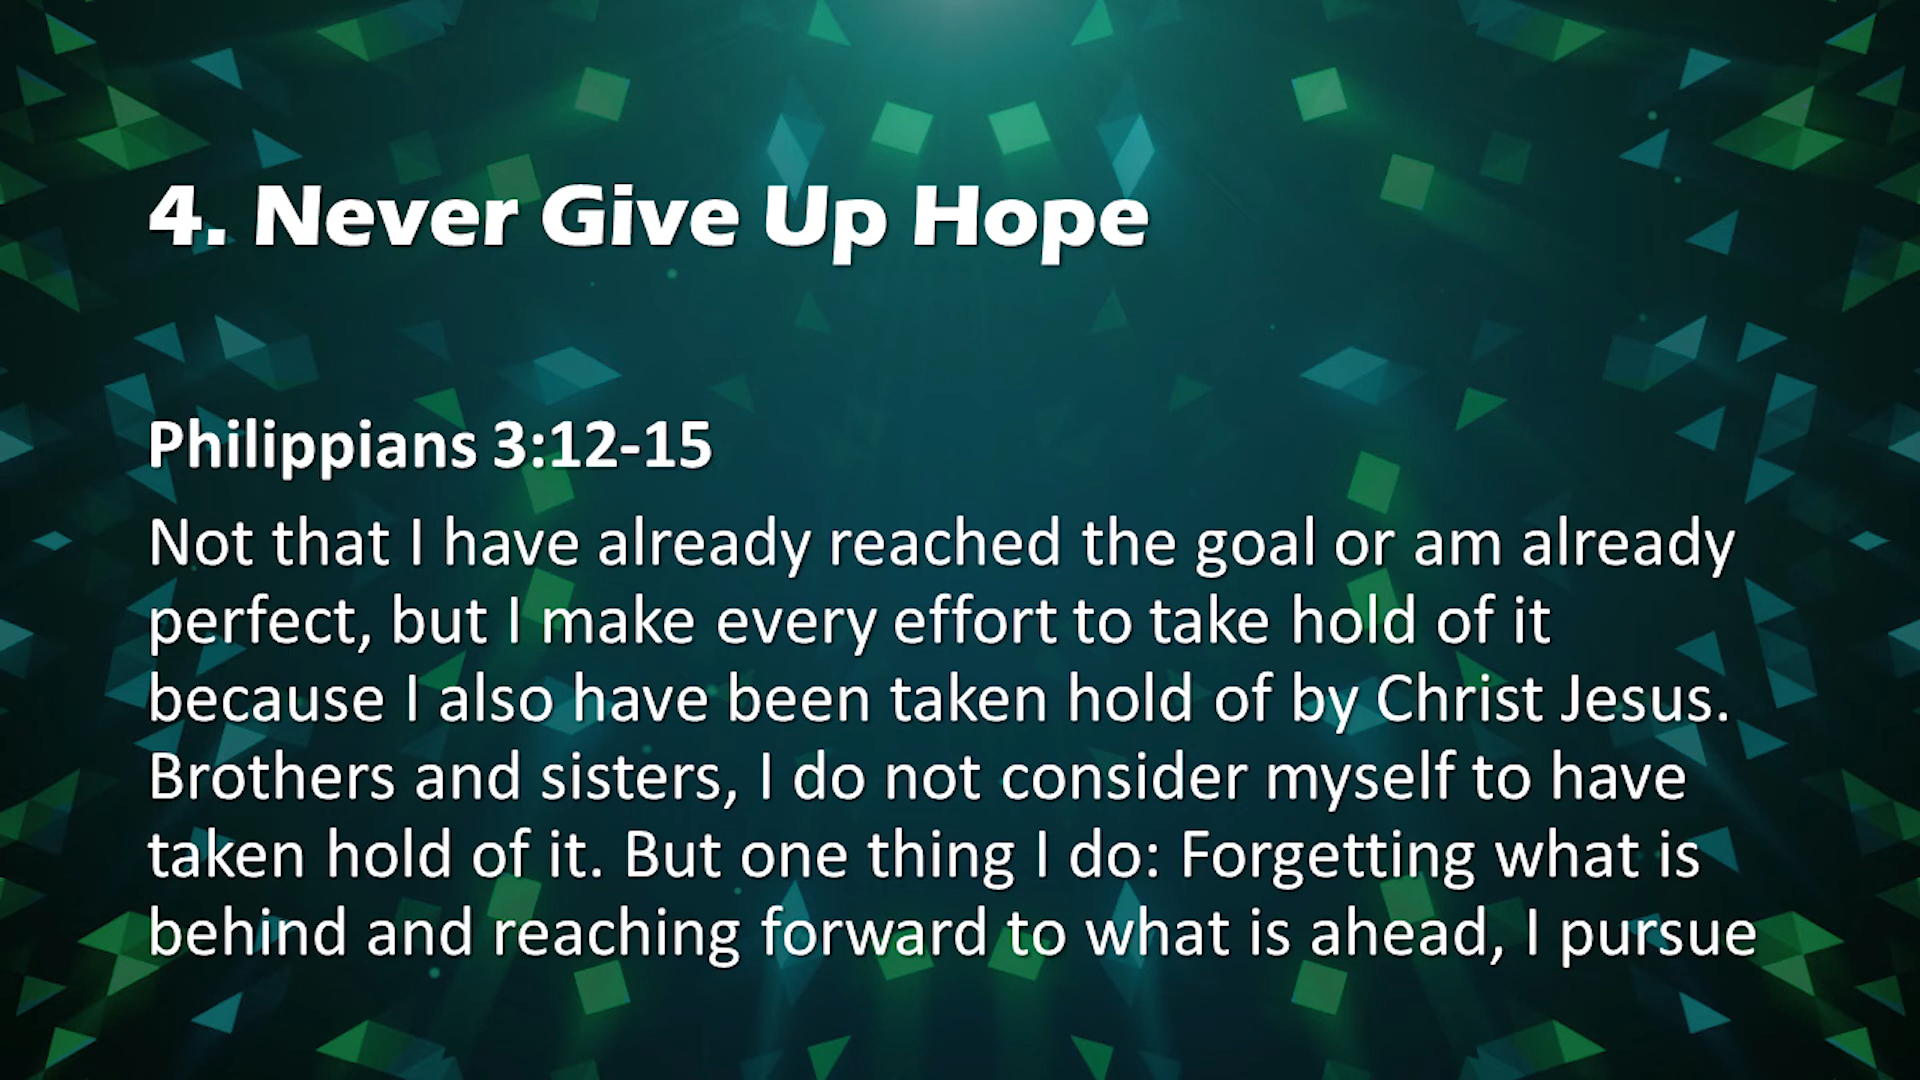 4. Never Give Up Hope
Philippians 3:12-15
Not that I have already reached the goal or am already
perfect, but I make every effort to take hold of it
because I also have been taken hold of by Christ Jesus.
Brothers and sisters, I do not consider myself to have
taken hold of it. But one thing I do: Forgetting what is
behind and reaching forward to what is ahead, I pursue